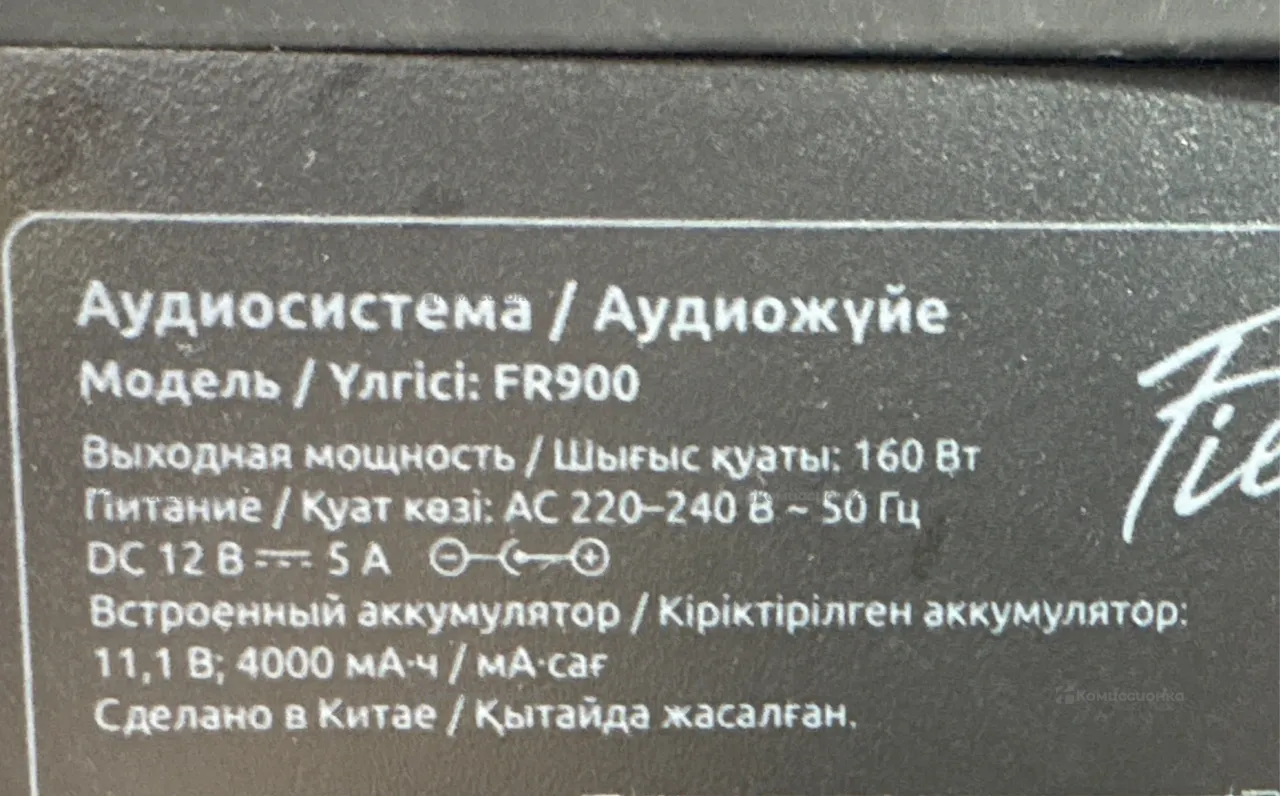 Аудиосистема / Аудиожүйе
Модель / Үлгісі: FR900
Выходная мощность / Шығыс қуаты: 160 Вт
Питание / Қуат көзі: AC 220–240 В ~ 50 Гц
DC 12 В ⎓ 5 А
Встроенный аккумулятор / Кіріктірілген аккумулятор:
11,1 В; 4000 мА·ч / мА·сағ
Сделано в Китае / Қытайда жасалған.
Комиссионка